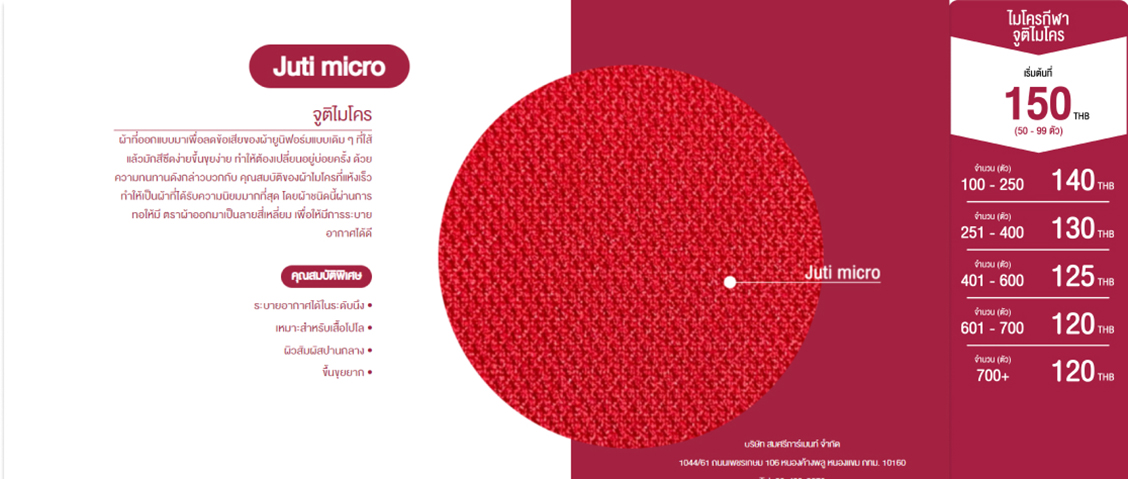 Juti micro
จูติไมโคร
ผ้าที่ออกแบบมาเพื่อลดข้อเสียของผ้ายูนิฟอร์มแบบเดิม ๆ ที่ใส่
แล้วมักสีซีดง่ายขึ้นขุยง่าย ทำให้ต้องเปลี่ยนอยู่บ่อยครั้ง ด้วย
ความทนทานดังกล่าวบวกกับ คุณสมบัติของผ้าไมโครที่แห้งเร็ว
ทำให้เป็นผ้าที่ได้รับความนิยมมากที่สุด โดยผ้าชนิดนี้ผ่านการ
ทอให้มี ตราผ้าออกมาเป็นลายสี่เหลี่ยม เพื่อให้มีการระบาย
อากาศได้ดี
คุณสมบัติพิเศษ
ระบายอากาศได้ในระดับนึง •
เหมาะสำหรับเสื้อโปโล •
ผิวสัมผัสปานกลาง •
ขึ้นขุยยาก •
Juti micro
บริษัท สมศรีการ์เมนท์ จำกัด
1044/61 ถนนเพชรเกษม 106 หนองค้างพลู หนองแขม กทม. 10160
ไมโครกีฬา
จูติไมโคร
เริ่มต้นที่
150 THB
(50 - 99 ตัว)
จำนวน (ตัว)
100 - 250 140 THB
จำนวน (ตัว)
251 - 400 130 THB
จำนวน (ตัว)
401 - 600 125 THB
จำนวน (ตัว)
601 - 700 120 THB
จำนวน (ตัว)
700+ 120 THB